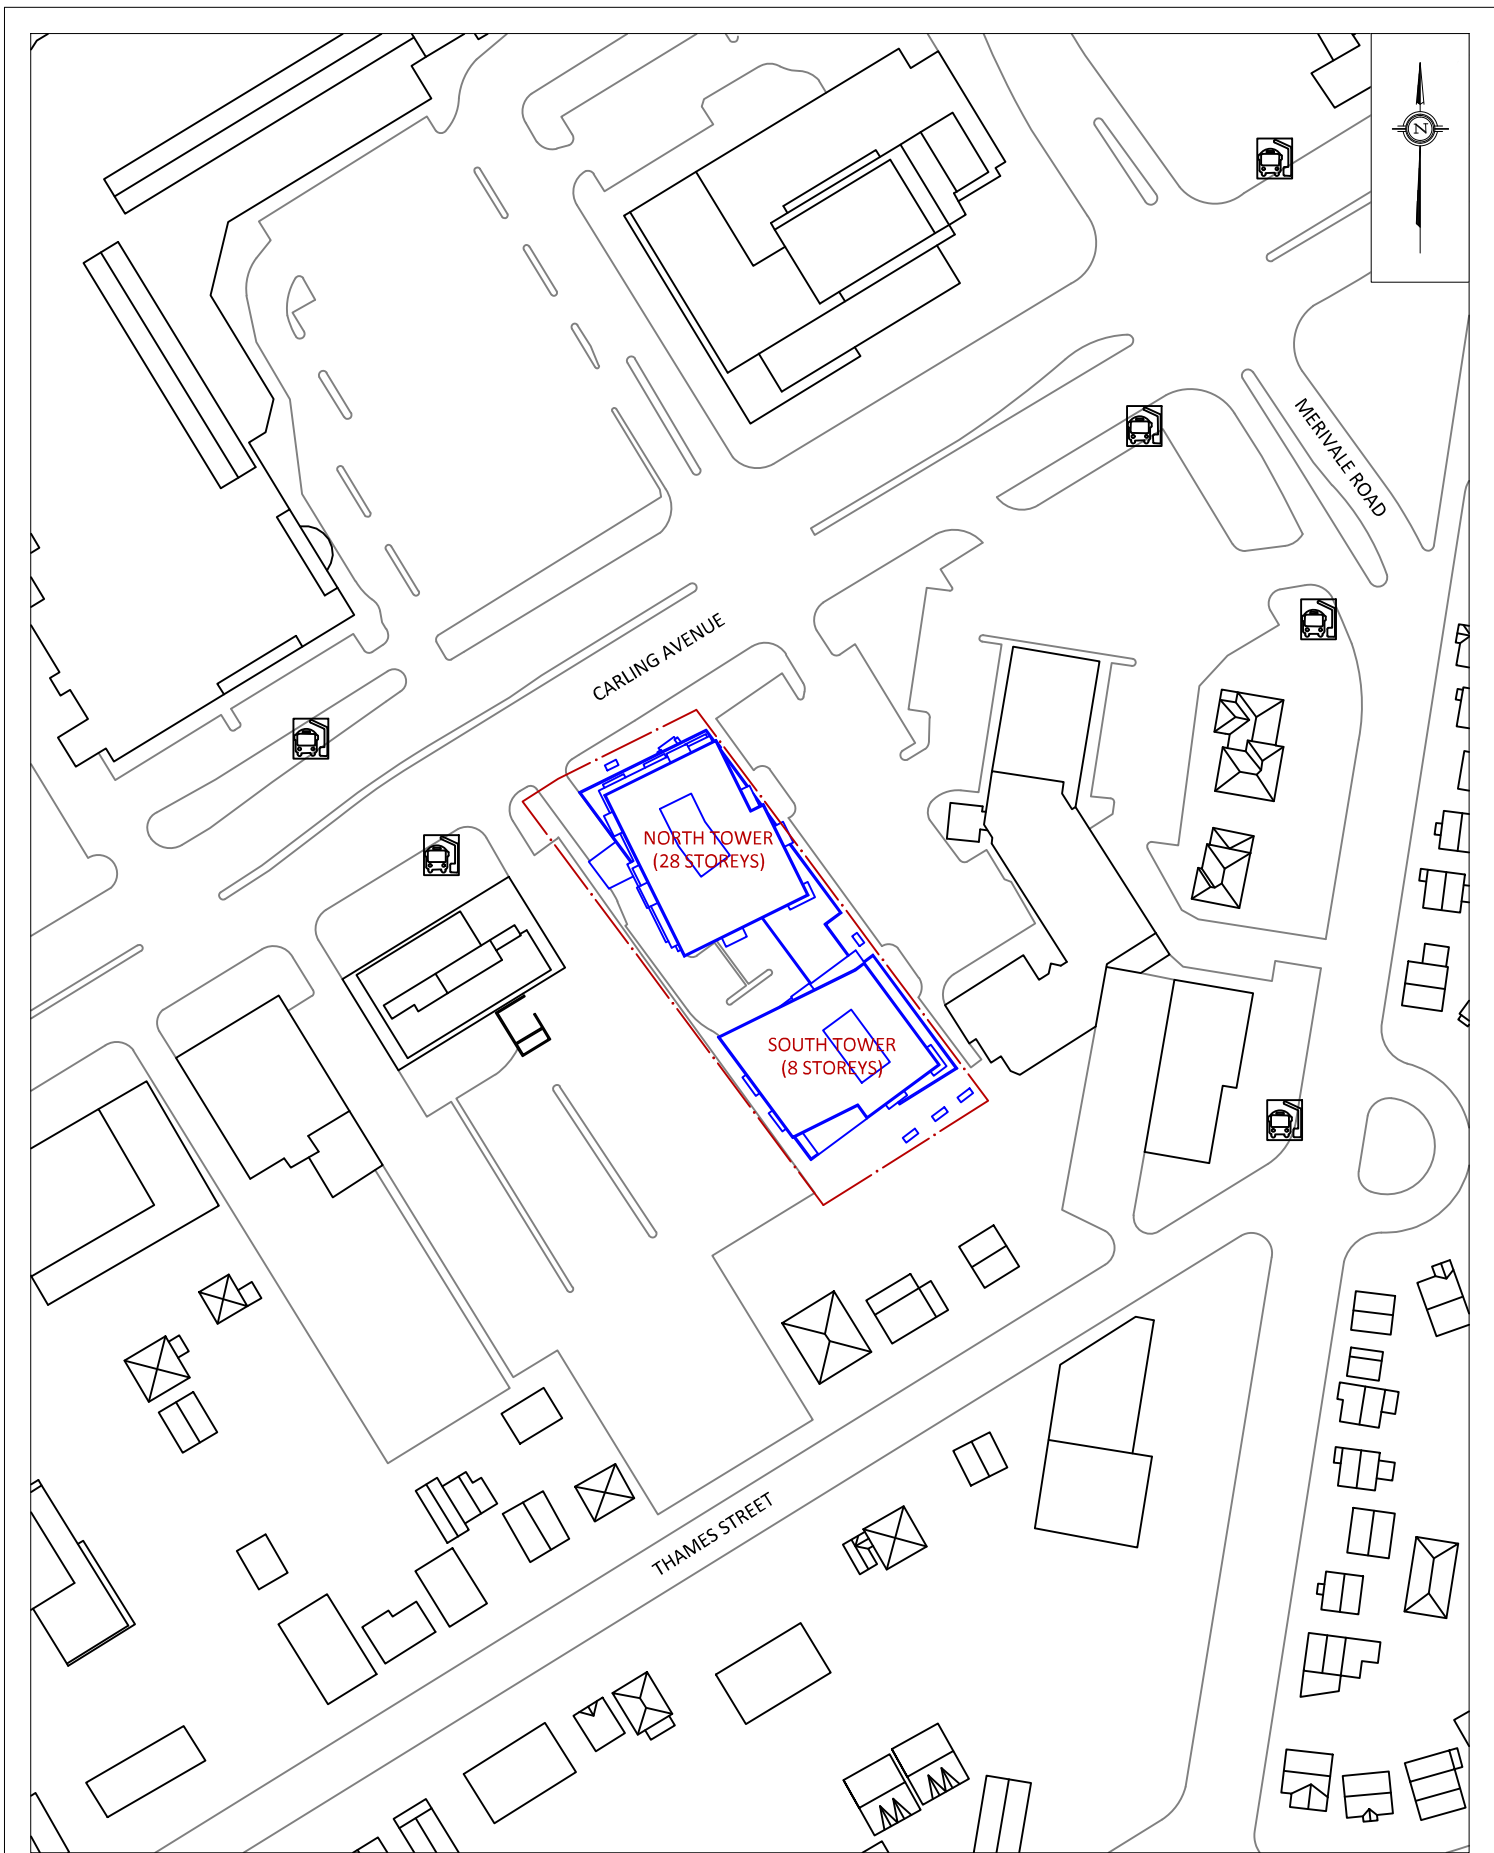 N
MERIVALE ROAD
CARLING AVENUE
NORTH TOWER
(28 STOREYS)
SOUTH TOWER
(8 STOREYS)
THAMES STREET